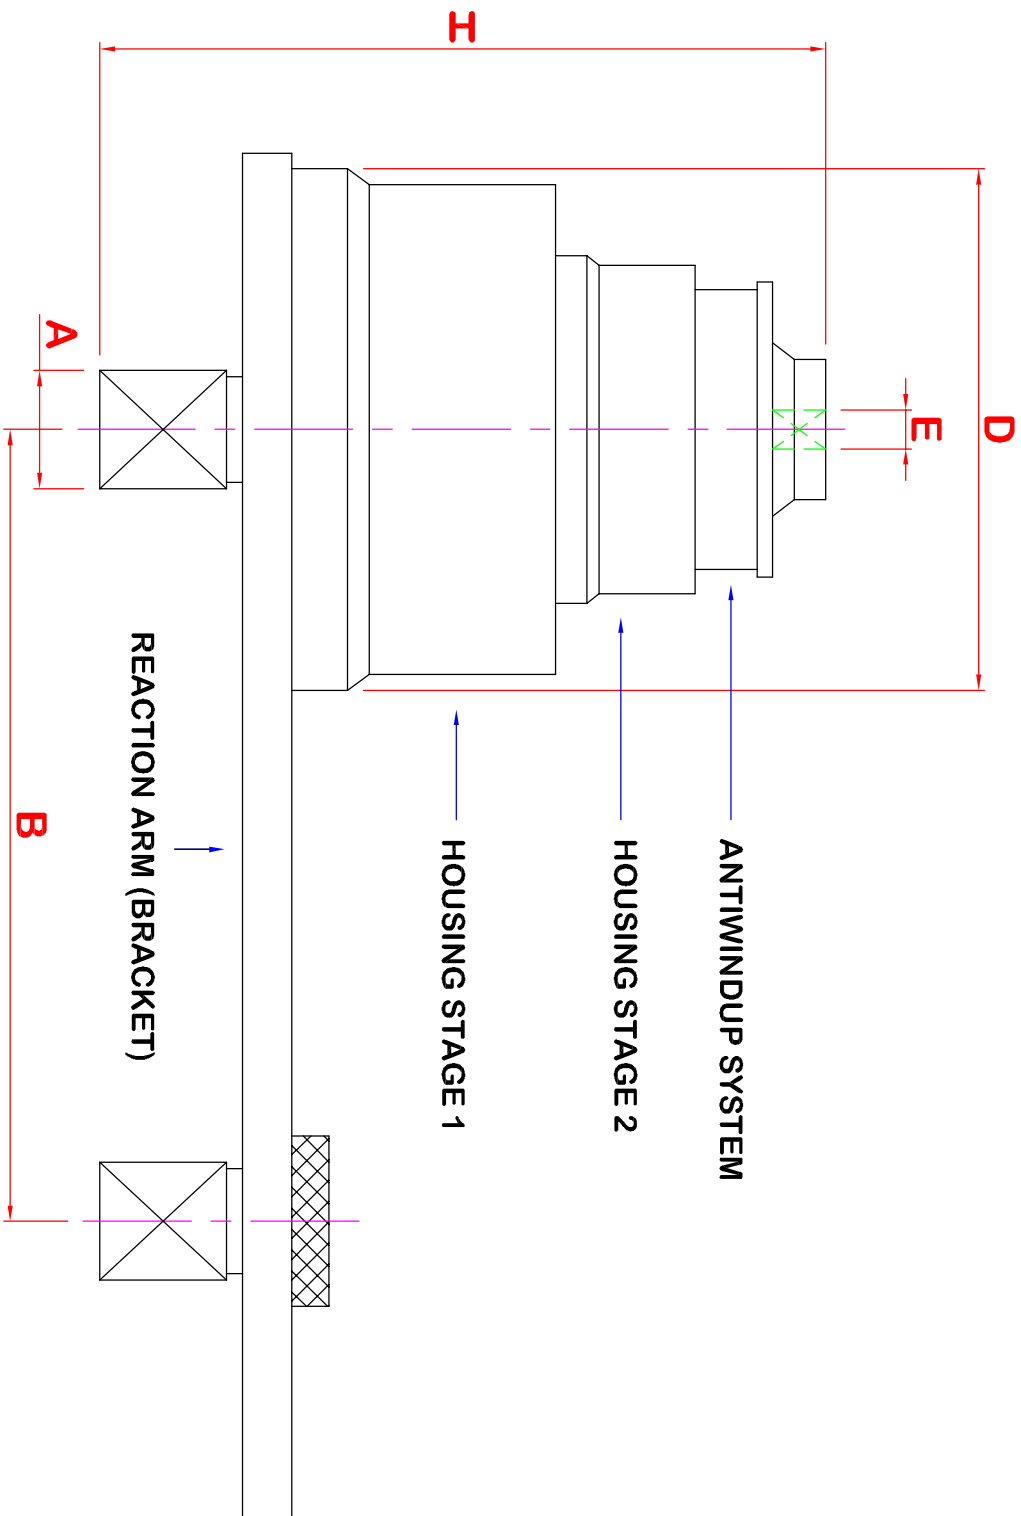 D
E
ANTIWINDUP SYSTEM
HOUSING STAGE 2
H
HOUSING STAGE 1
REACTION ARM (BRACKET)
A
B